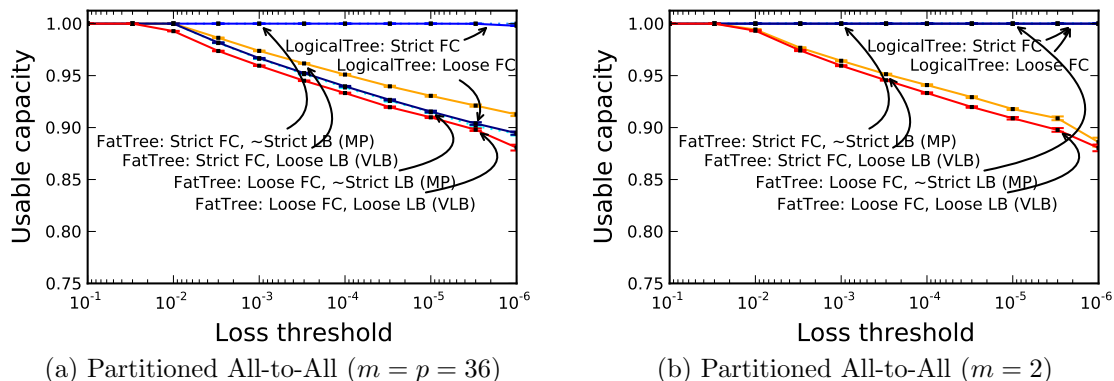 1.00
0.95
0.90
0.85
0.80
0.75
Usable capacity
LogicalTree: Strict FC
LogicalTree: Loose FC
FatTree: Strict FC, ~Strict LB (MP)
FatTree: Strict FC, Loose LB (VLB)
FatTree: Loose FC, ~Strict LB (MP)
FatTree: Loose FC, Loose LB (VLB)
10^-1 10^-2 10^-3 10^-4 10^-5 10^-6
Loss threshold
(a) Partitioned All-to-All (m = p = 36)
1.00
0.95
0.90
0.85
0.80
0.75
Usable capacity
LogicalTree: Strict FC
LogicalTree: Loose FC
FatTree: Strict FC, ~Strict LB (MP)
FatTree: Strict FC, Loose LB (VLB)
FatTree: Loose FC, ~Strict LB (MP)
FatTree: Loose FC, Loose LB (VLB)
10^-1 10^-2 10^-3 10^-4 10^-5 10^-6
Loss threshold
(b) Partitioned All-to-All (m = 2)